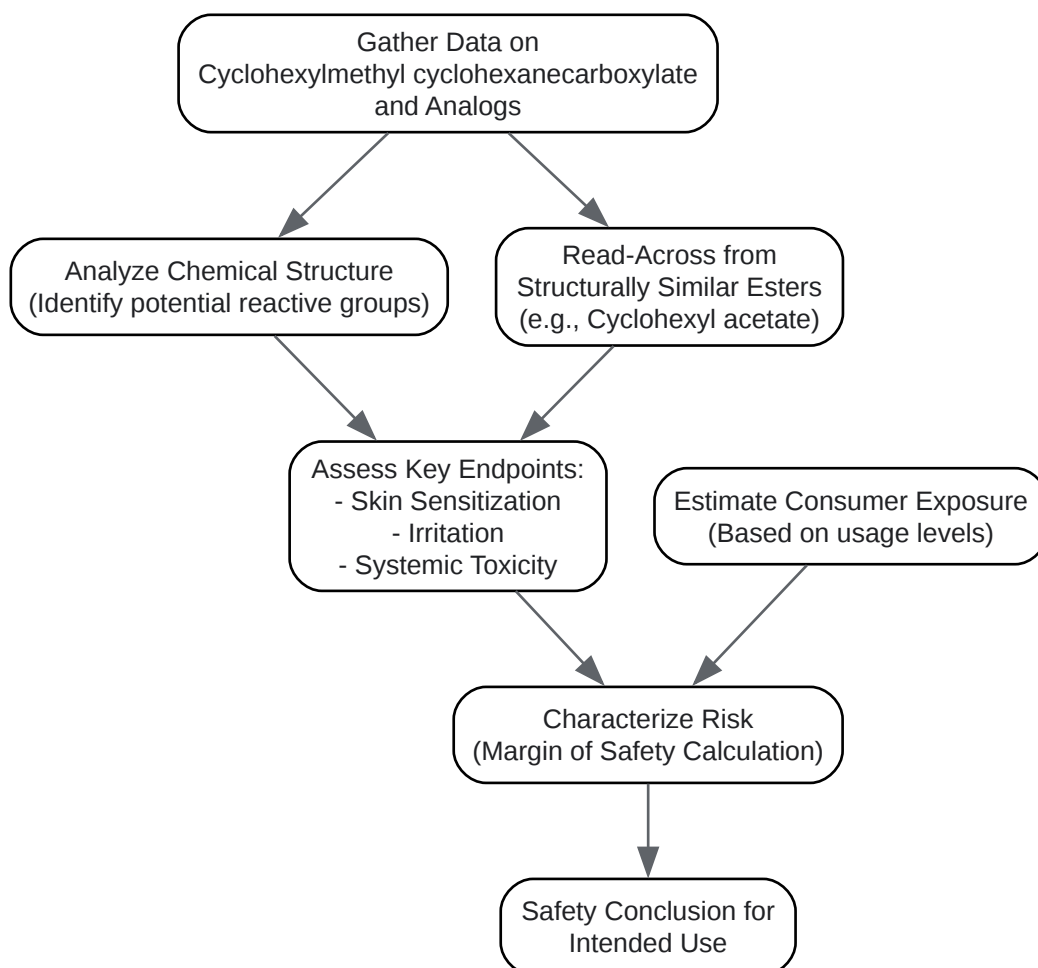 Gather Data on
Cyclohexylmethyl cyclohexanecarboxylate
and Analogs
Analyze Chemical Structure
(Identify potential reactive groups)
Read-Across from
Structurally Similar Esters
(e.g., Cyclohexyl acetate)
Assess Key Endpoints:
- Skin Sensitization
- Irritation
- Systemic Toxicity
Estimate Consumer Exposure
(Based on usage levels)
Characterize Risk
(Margin of Safety Calculation)
Safety Conclusion for
Intended Use